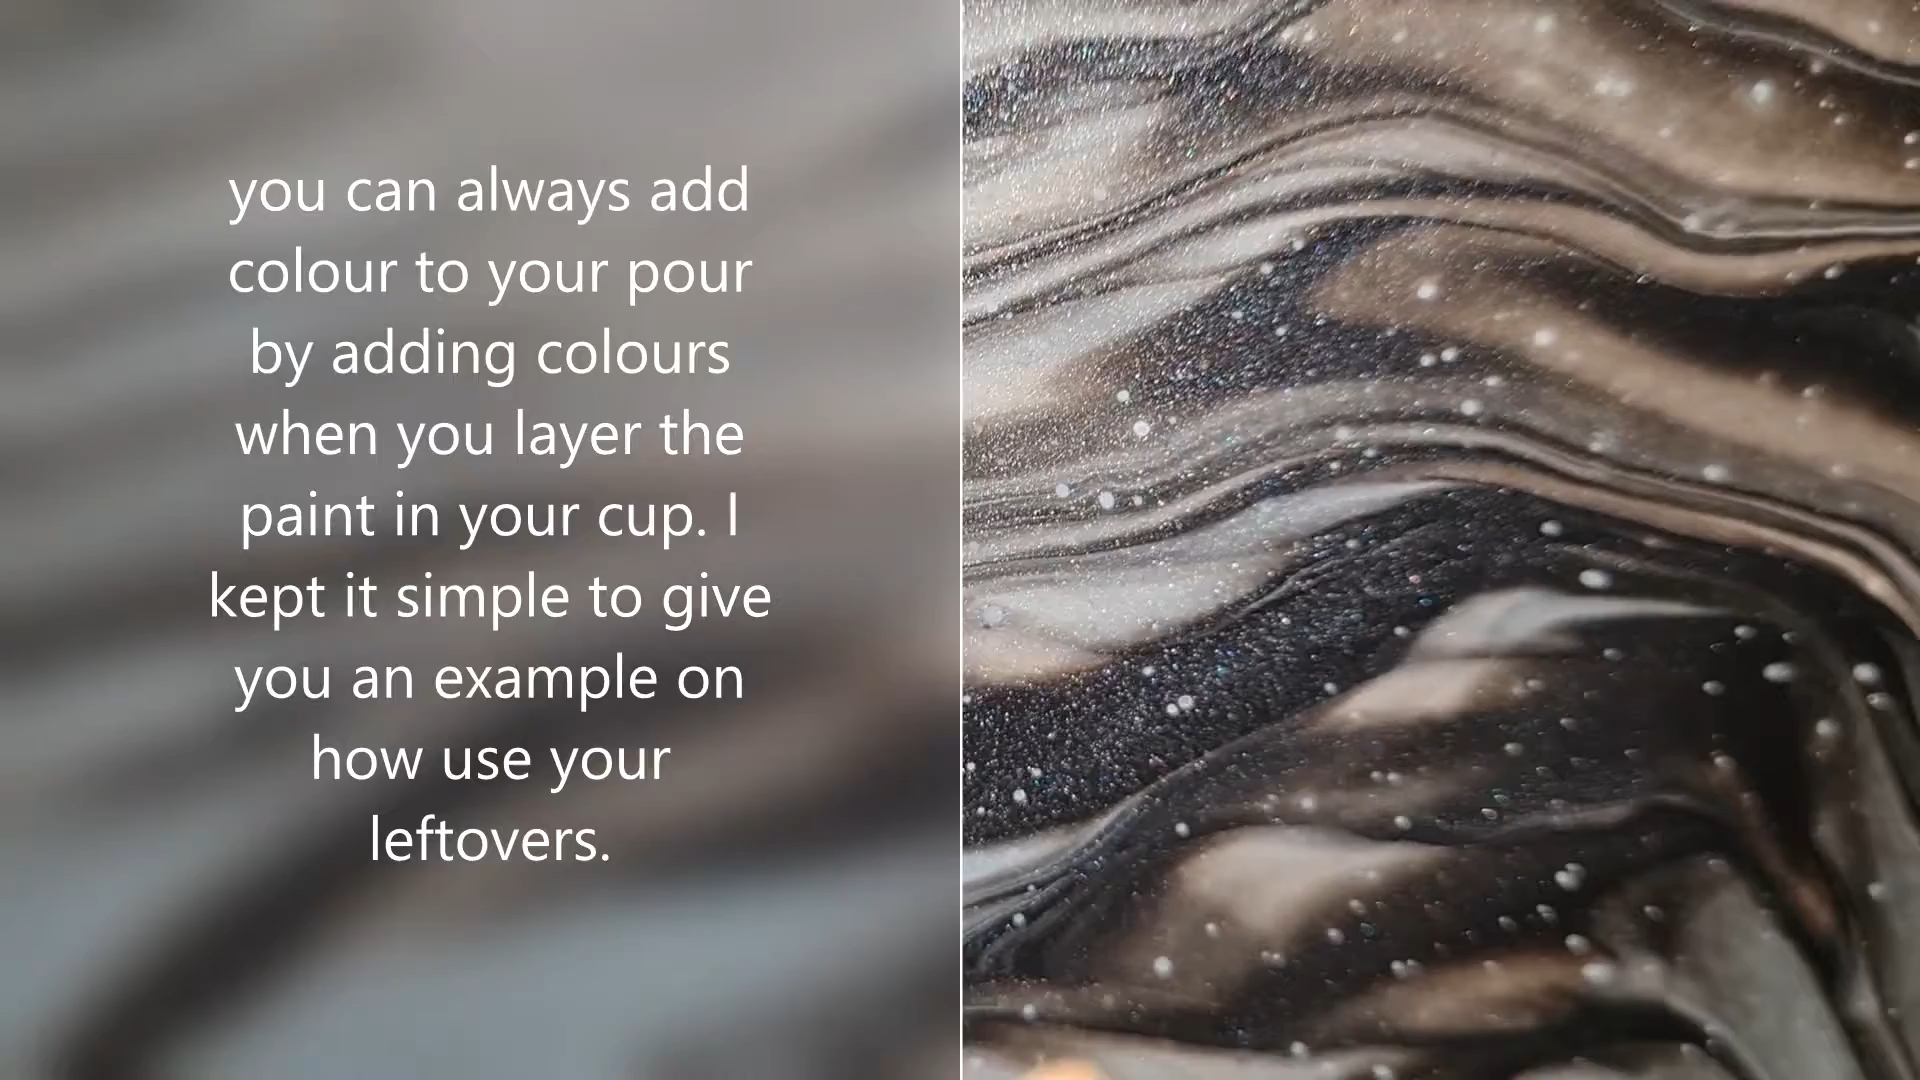 you can always add
colour to your pour
by adding colours
when you layer the
paint in your cup. I
kept it simple to give
you an example on
how use your
leftovers.